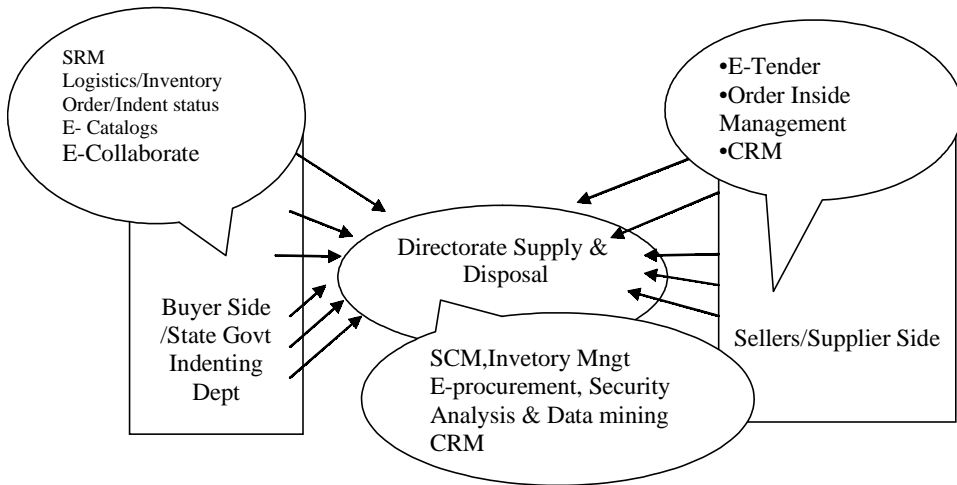 SRM
Logistics/Inventory
Order/Indent status
E- Catalogs
E-Collaborate
•E-Tender
•Order Inside
Management
•CRM
Directorate Supply &
Disposal
Buyer Side
/State Govt
Indenting
Dept
Sellers/Supplier Side
SCM,Invetory Mngt
E-procurement, Security
Analysis & Data mining
CRM